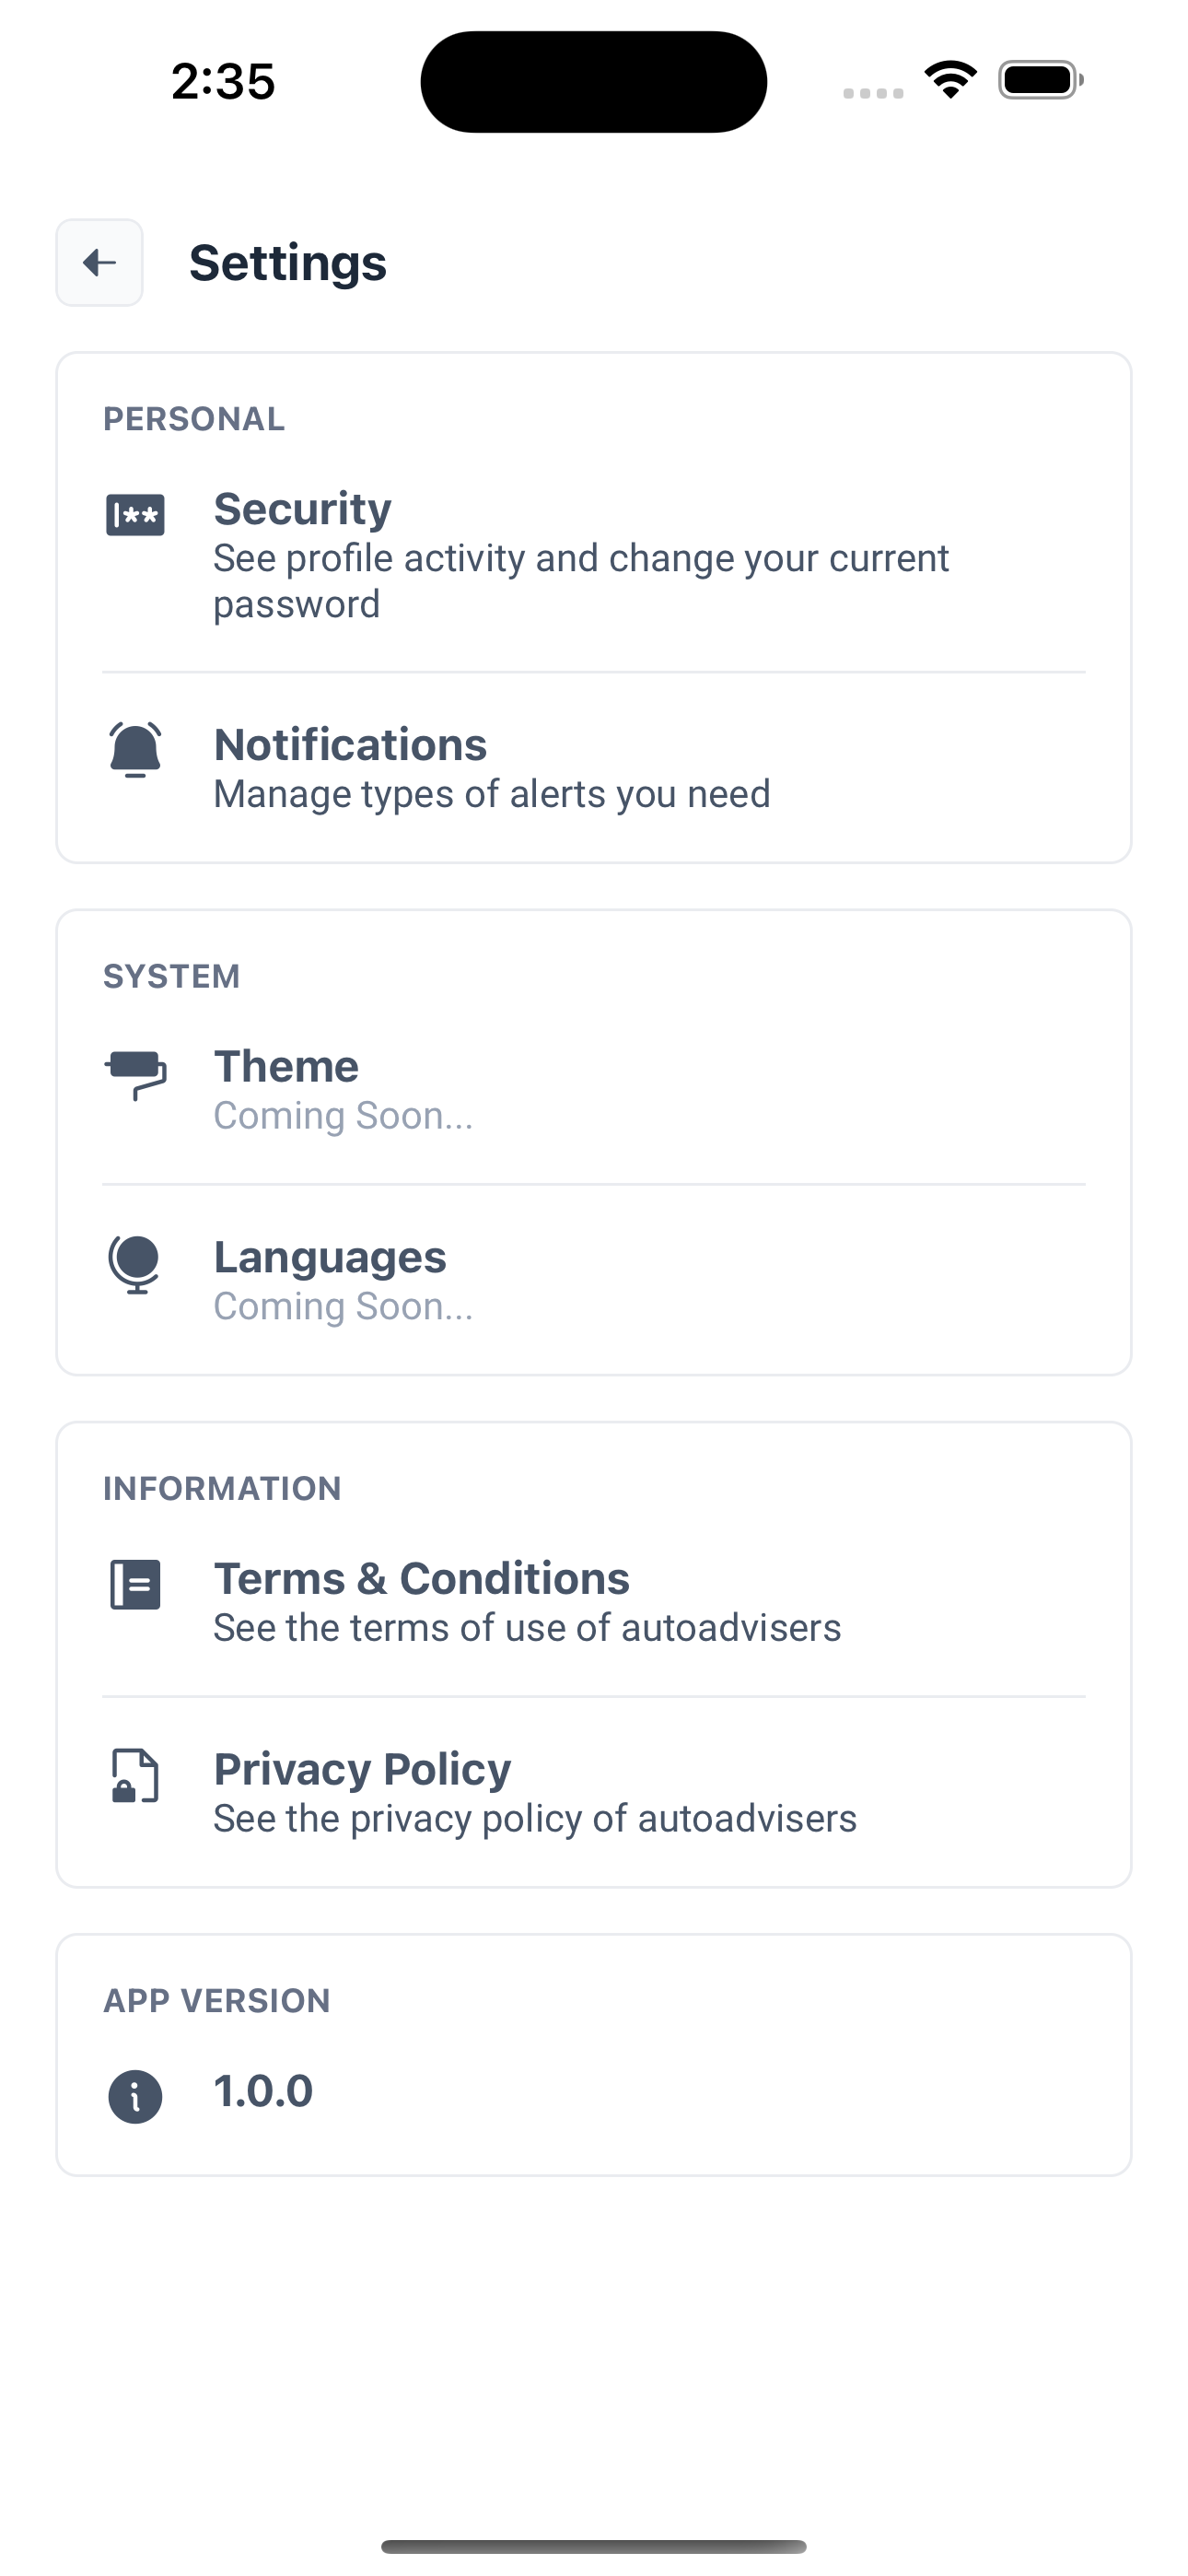 2:35
Settings
PERSONAL
Security
See profile activity and change your current
password
Notifications
Manage types of alerts you need
SYSTEM
Theme
Coming Soon...
Languages
Coming Soon...
INFORMATION
Terms & Conditions
See the terms of use of autoadvisers
Privacy Policy
See the privacy policy of autoadvisers
APP VERSION
1.0.0